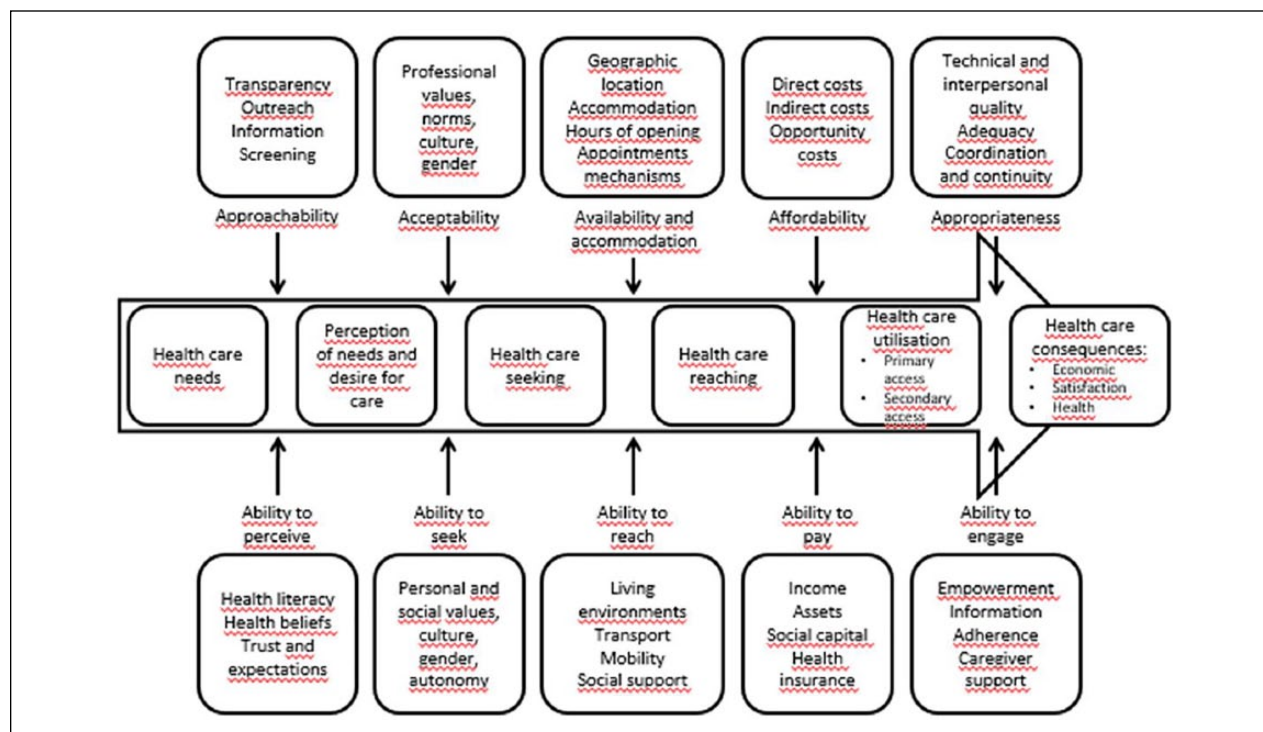 Transparency
Outreach
Information
Screening
Professional
values,
norms,
culture,
gender
Geographic
location
Accommodation
Hours of opening
Appointments
mechanisms
Direct costs
Indirect costs
Opportunity
costs
Technical and
interpersonal
quality
Adequacy
Coordination
and continuity
Approachability
Acceptability
Availability and
accommodation
Affordability
Appropriateness
Health care
needs
Perception
of needs and
desire for
care
Health care
seeking
Health care
reaching
Health care
utilisation
• Primary
access
• Secondary
access
Health care
consequences:
• Economic
• Satisfaction
• Health
Ability to
perceive
Ability to
seek
Ability to
reach
Ability to
pay
Ability to
engage
Health literacy
Health beliefs
Trust and
expectations
Personal and
social values,
culture,
gender,
autonomy
Living
environments
Transport
Mobility
Social support
Income
Assets
Social capital
Health
insurance
Empowerment
Information
Adherence
Caregiver
support